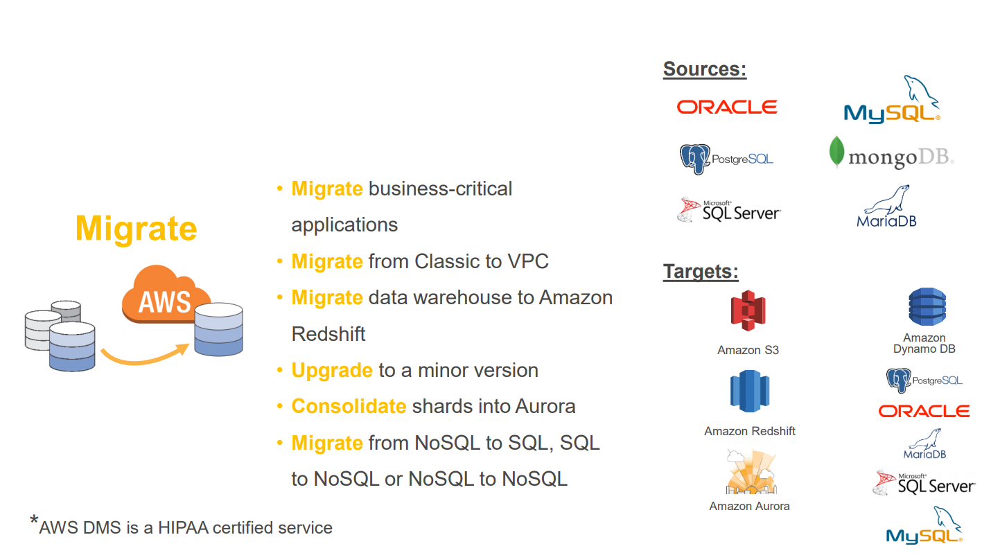 Migrate
AWS
• Migrate business-critical
applications
• Migrate from Classic to VPC
• Migrate data warehouse to Amazon
Redshift
• Upgrade to a minor version
• Consolidate shards into Aurora
• Migrate from NoSQL to SQL, SQL
to NoSQL or NoSQL to NoSQL
*AWS DMS is a HIPAA certified service
Sources:
ORACLE
MySQL®
PostgreSQL
mongoDB®
Microsoft®
SQL Server®
MariaDB
Targets:
Amazon S3
Amazon
Dynamo DB
Amazon Redshift
Amazon Aurora
PostgreSQL
ORACLE
MariaDB
Microsoft®
SQL Server®
MySQL®